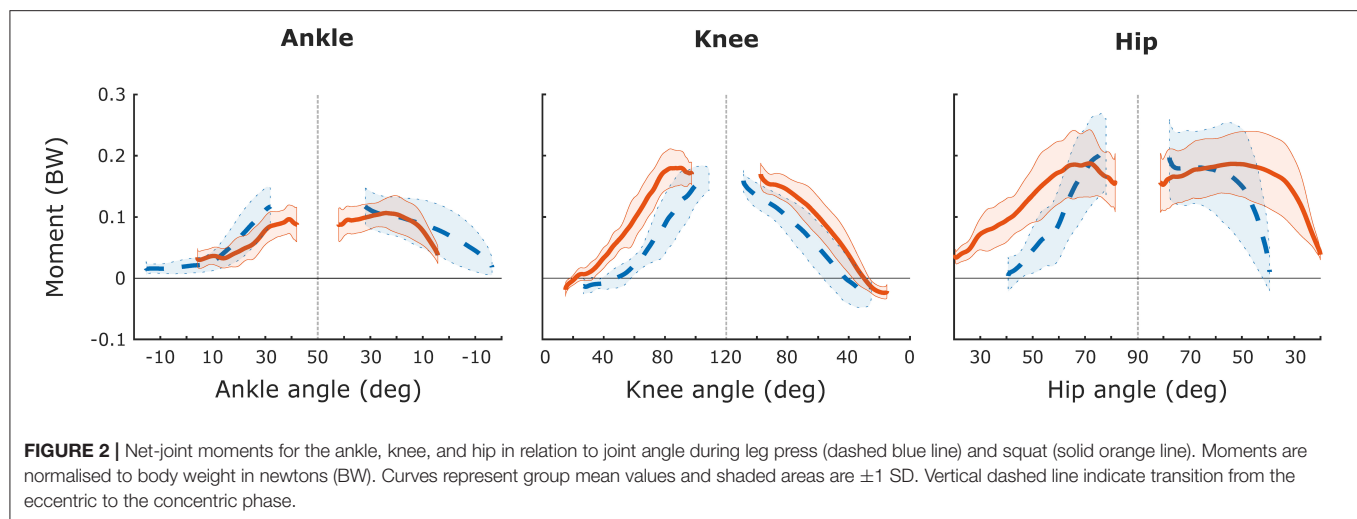 Ankle
Knee
Hip
0.3
0.2
0.1
0
-0.1
Moment (BW)
-10 10 30 50 30 10 -10
0 40 80 120 80 40 0
30 50 70 90 70 50 30
Ankle angle (deg)
Knee angle (deg)
Hip angle (deg)
FIGURE 2 | Net-joint moments for the ankle, knee, and hip in relation to joint angle during leg press (dashed blue line) and squat (solid orange line). Moments are
normalised to body weight in newtons (BW). Curves represent group mean values and shaded areas are ±1 SD. Vertical dashed line indicate transition from the
eccentric to the concentric phase.